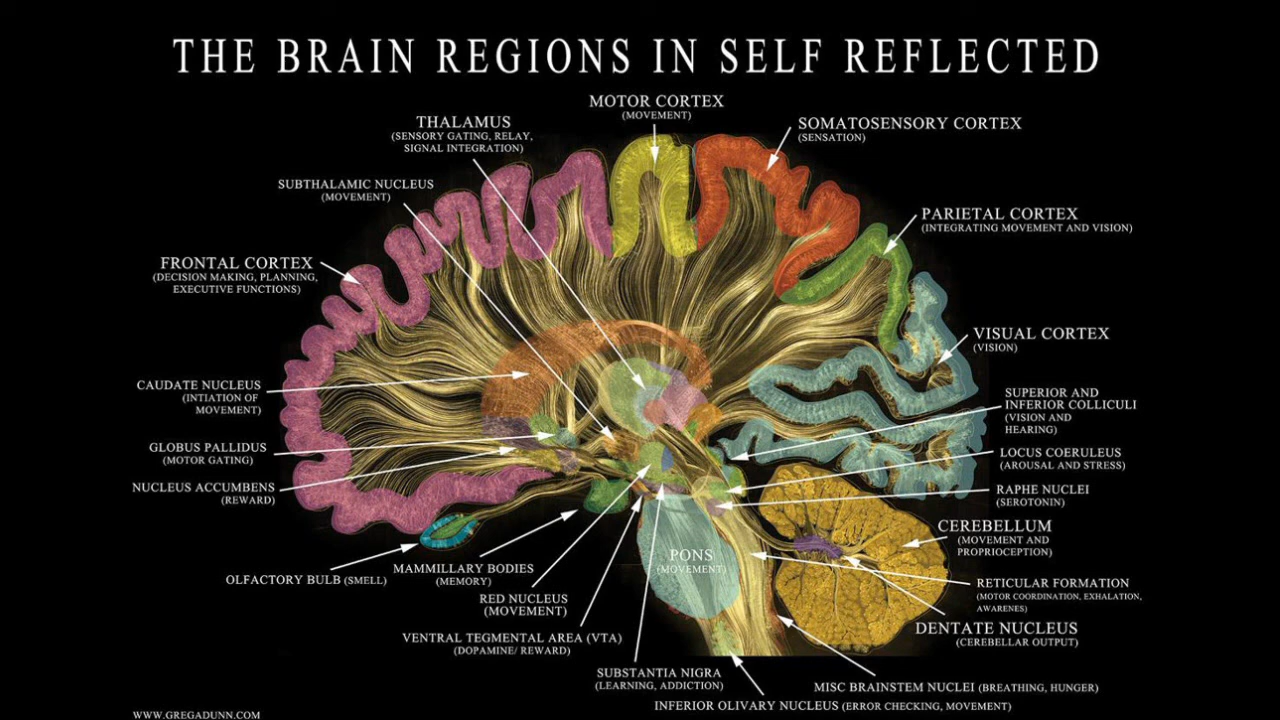 THE BRAIN REGIONS IN SELF REFLECTED
MOTOR CORTEX
(MOVEMENT)
THALAMUS
(SENSORY GATING, RELAY,
SIGNAL INTEGRATION)
SOMATOSENSORY CORTEX
(SENSATION)
SUBTHALAMIC NUCLEUS
(MOVEMENT)
PARIETAL CORTEX
(INTEGRATING MOVEMENT AND VISION)
FRONTAL CORTEX
(DECISION MAKING, PLANNING,
EXECUTIVE FUNCTIONS)
VISUAL CORTEX
(VISION)
CAUDATE NUCLEUS
(INTIATION OF
MOVEMENT)
SUPERIOR AND
INFERIOR COLLICULI
(VISION AND
HEARING)
GLOBUS PALLIDUS
(MOTOR GATING)
LOCUS COERULEUS
(AROUSAL AND STRESS)
NUCLEUS ACCUMBENS
(REWARD)
RAPHE NUCLEI
(SEROTONIN)
CEREBELLUM
(MOVEMENT AND
PROPRIOCEPTION)
PONS
(MOVEMENT)
OLFACTORY BULB (SMELL)
MAMMILLARY BODIES
(MEMORY)
RETICULAR FORMATION
(MOTOR COORDINATION, EXHALATION,
AWARENES)
RED NUCLEUS
(MOVEMENT)
DENTATE NUCLEUS
(CEREBELLAR OUTPUT)
VENTRAL TEGMENTAL AREA (VTA)
(DOPAMINE/ REWARD)
SUBSTANTIA NIGRA
(LEARNING, ADDICTION)
MISC BRAINSTEM NUCLEI (BREATHING, HUNGER)
INFERIOR OLIVARY NUCLEUS (ERROR CHECKING, MOVEMENT)
WWW.GREGADUNN.COM